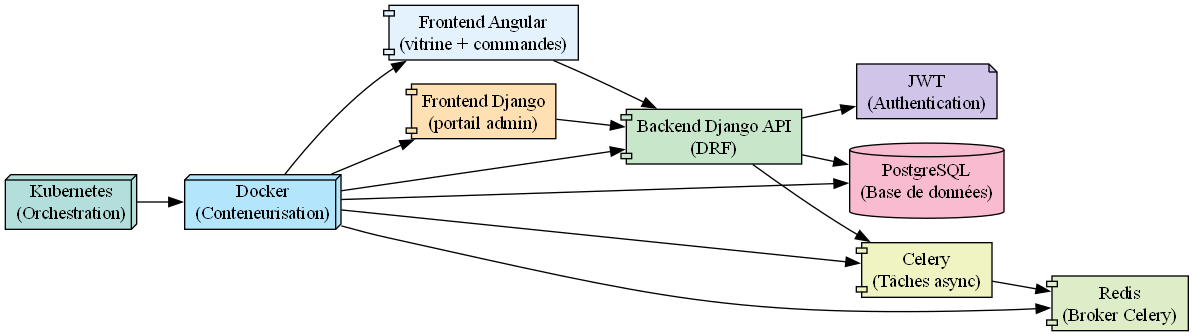 Frontend Angular
(vitrine + commandes)
Frontend Django
(portail admin)
JWT
(Authentication)
Backend Django API
(DRF)
Kubernetes
(Orchestration)
Docker
(Conteneurisation)
PostgreSQL
(Base de données)
Celery
(Tâches async)
Redis
(Broker Celery)